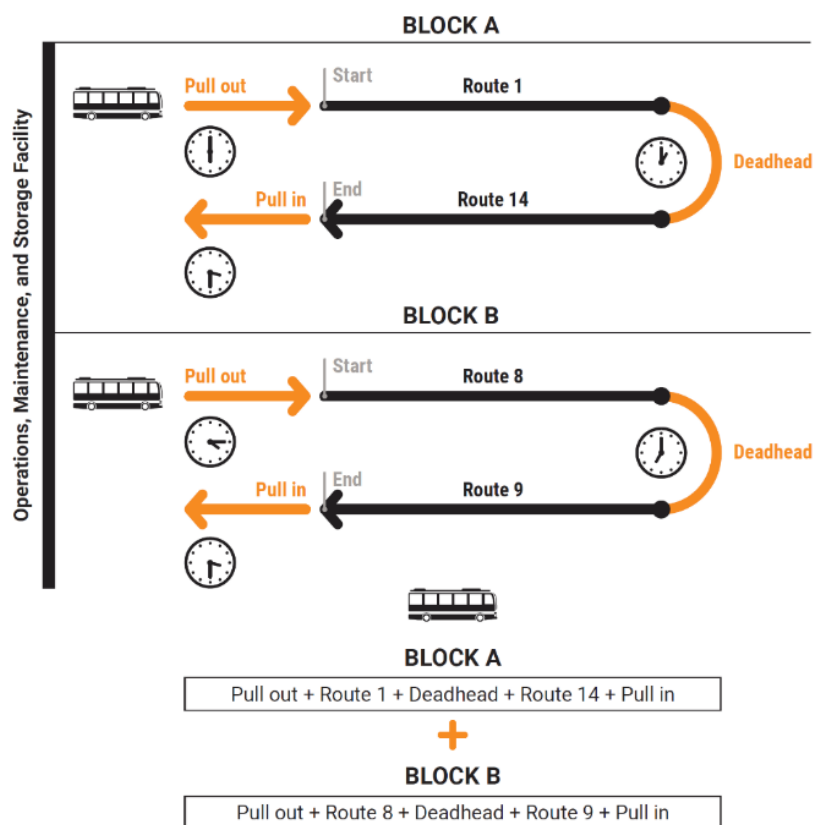 BLOCK A
Operations, Maintenance, and Storage Facility
Pull out
Start
Route 1
Deadhead
Pull in
End
Route 14
BLOCK B
Pull out
Start
Route 8
Deadhead
Pull in
End
Route 9
BLOCK A
Pull out + Route 1 + Deadhead + Route 14 + Pull in
+
BLOCK B
Pull out + Route 8 + Deadhead + Route 9 + Pull in